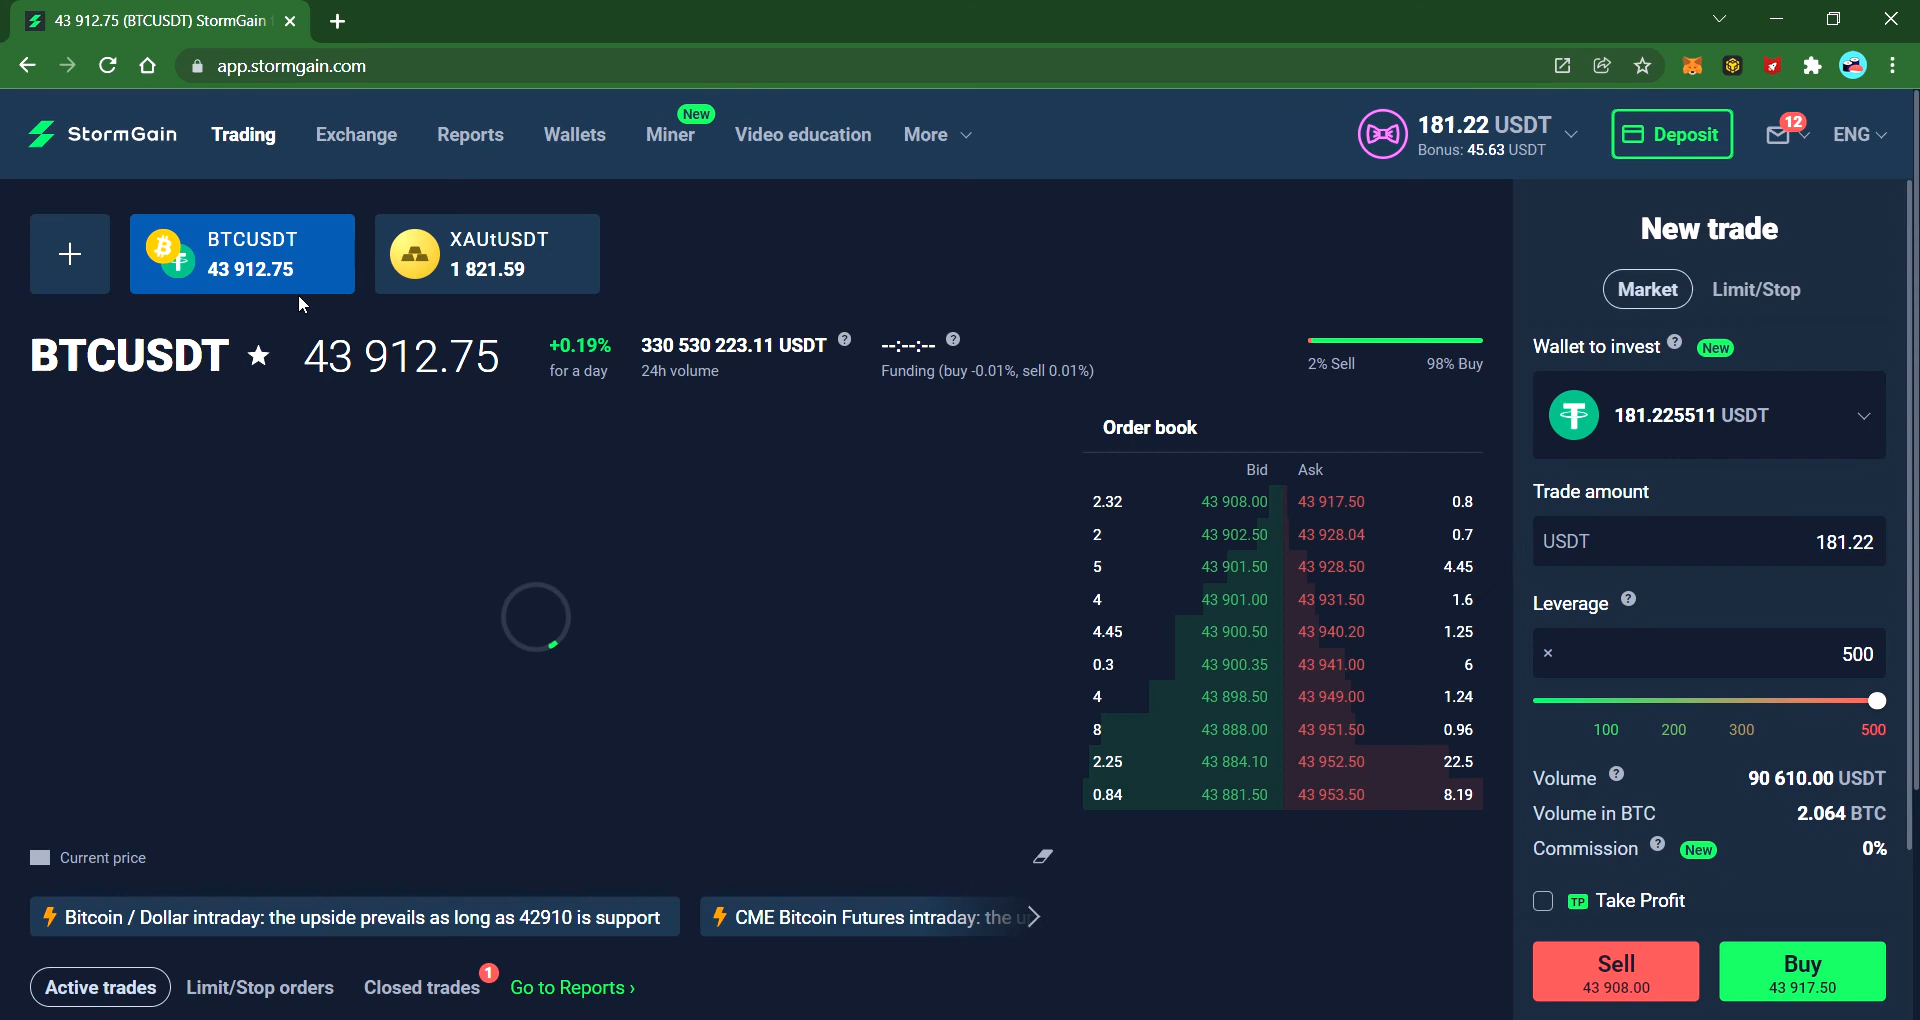 43 912.75 (BTCUSDT) StormGain
app.stormgain.com
StormGain
Trading
Exchange
Reports
Wallets
Miner
New
Video education
More
181.22 USDT
Bonus: 45.63 USDT
Deposit
12
ENG
BTCUSDT
43 912.75
XAUtUSDT
1 821.59
BTCUSDT ★ 43 912.75
+0.19%
for a day
330 530 223.11 USDT ?
24h volume
--:--:-- ?
Funding (buy -0.01%, sell 0.01%)
2% Sell
98% Buy
Order book
Bid Ask
2.32 43 908.00 43 917.50 0.8
2 43 902.50 43 928.04 0.7
5 43 901.50 43 928.50 4.45
4 43 901.00 43 931.50 1.6
4.45 43 900.50 43 940.20 1.25
0.3 43 900.35 43 941.00 6
4 43 898.50 43 949.00 1.24
8 43 888.00 43 951.50 0.96
2.25 43 884.10 43 952.50 22.5
0.84 43 881.50 43 953.50 8.19
Current price
Bitcoin / Dollar intraday: the upside prevails as long as 42910 is support
CME Bitcoin Futures intraday: the
Active trades
Limit/Stop orders
Closed trades
1
Go to Reports ›
New trade
Market
Limit/Stop
Wallet to invest ? New
181.225511 USDT
Trade amount
USDT 181.22
Leverage ?
× 500
100 200 300 500
Volume ? 90 610.00 USDT
Volume in BTC 2.064 BTC
Commission ? New 0%
TP Take Profit
Sell
43 908.00
Buy
43 917.50